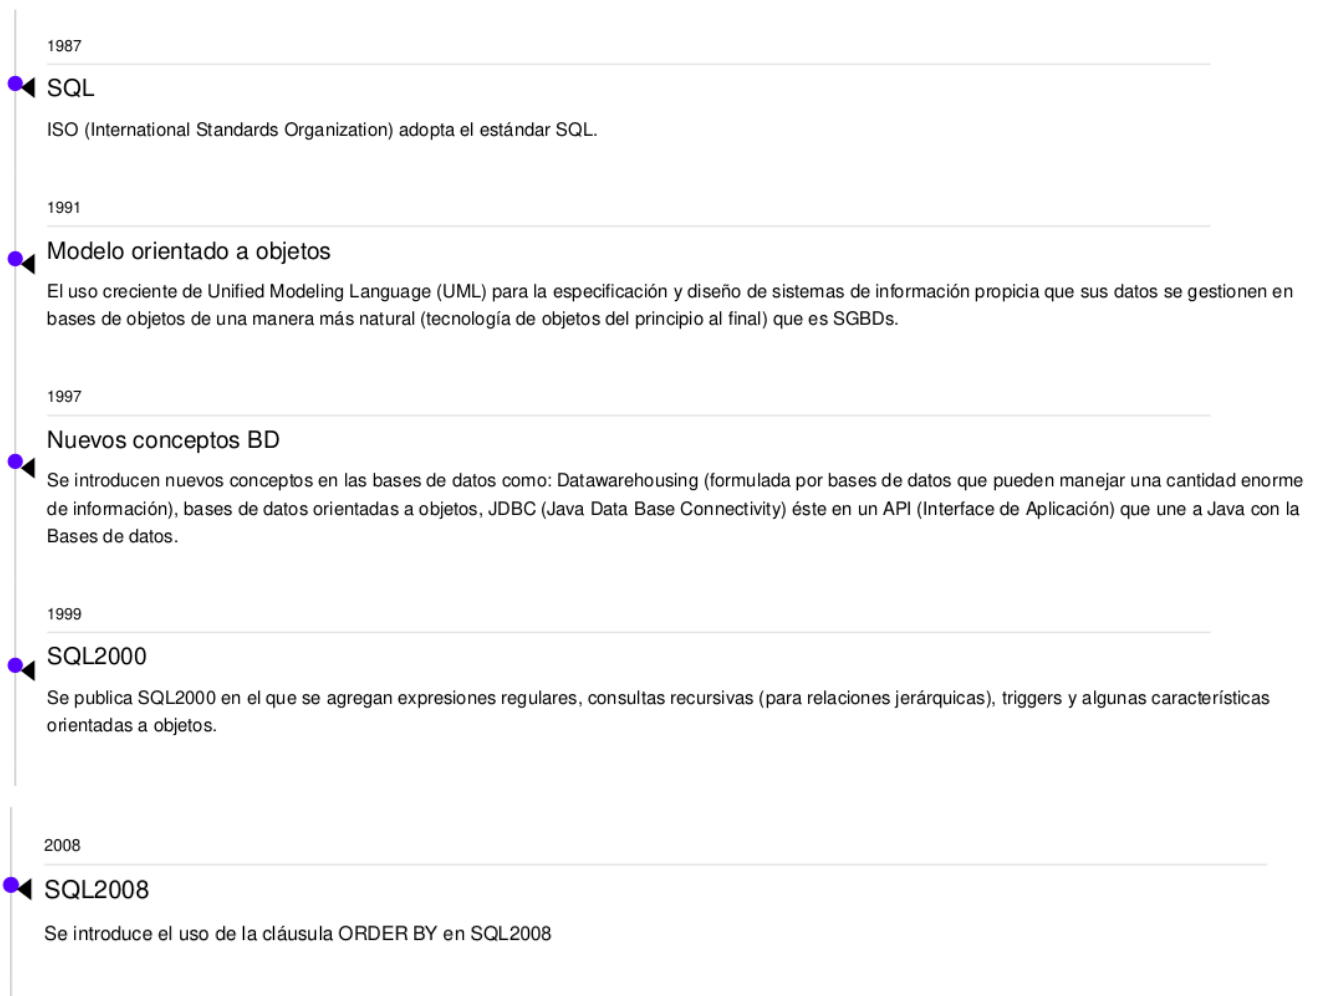 1987
SQL
ISO (International Standards Organization) adopta el estándar SQL.
1991
Modelo orientado a objetos
El uso creciente de Unified Modeling Language (UML) para la especificación y diseño de sistemas de información propicia que sus datos se gestionen en
bases de objetos de una manera más natural (tecnología de objetos del principio al final) que es SGBDs.
1997
Nuevos conceptos BD
Se introducen nuevos conceptos en las bases de datos como: Datawarehousing (formulada por bases de datos que pueden manejar una cantidad enorme
de información), bases de datos orientadas a objetos, JDBC (Java Data Base Connectivity) éste en un API (Interface de Aplicación) que une a Java con la
Bases de datos.
1999
SQL2000
Se publica SQL2000 en el que se agregan expresiones regulares, consultas recursivas (para relaciones jerárquicas), triggers y algunas características
orientadas a objetos.
2008
SQL2008
Se introduce el uso de la cláusula ORDER BY en SQL2008